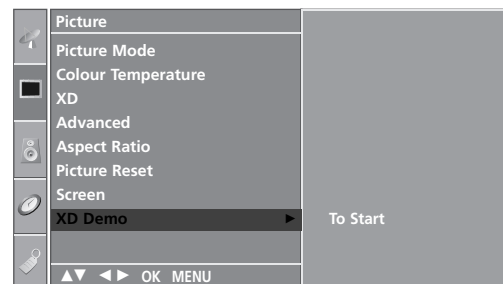 Picture
Picture Mode
Colour Temperature
XD
Advanced
Aspect Ratio
Picture Reset
Screen
XD Demo ► To Start
▲▼ ◄► OK MENU